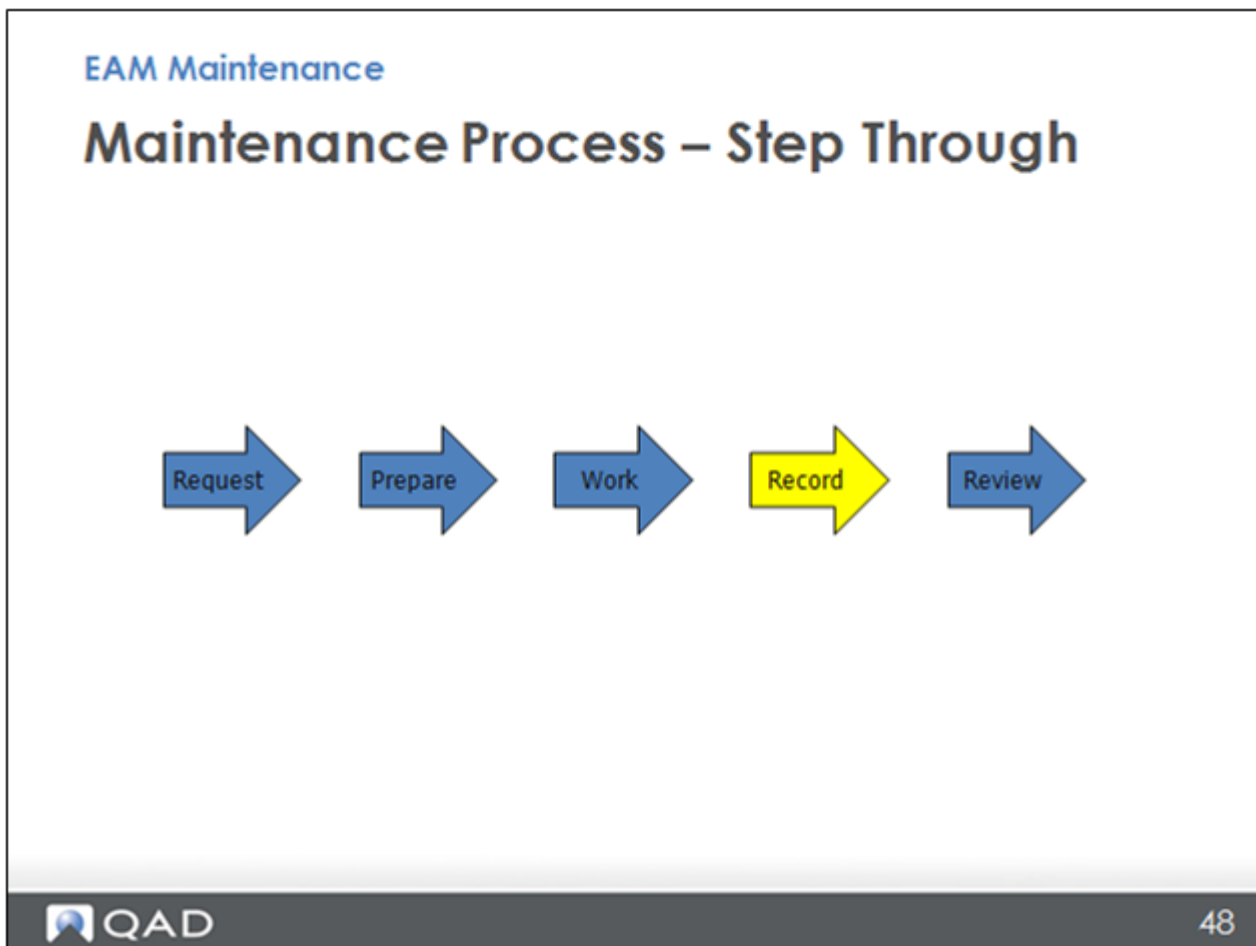 EAM Maintenance
Maintenance Process – Step Through
Request
Prepare
Work
Record
Review
QAD
48